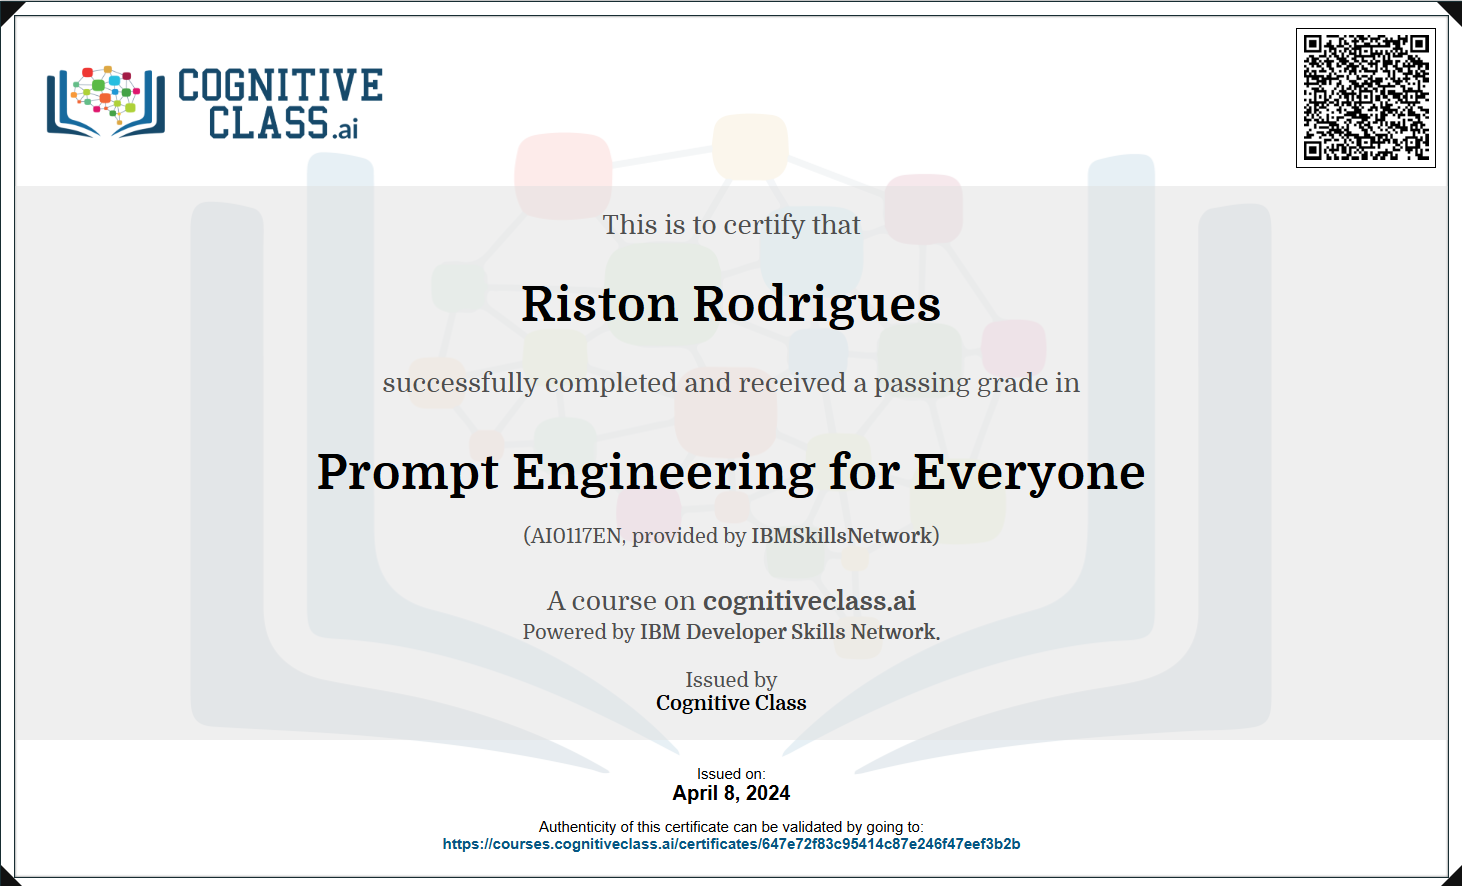 COGNITIVE
CLASS.ai
This is to certify that
Riston Rodrigues
successfully completed and received a passing grade in
Prompt Engineering for Everyone
(AI0117EN, provided by IBMSkillsNetwork)
A course on cognitiveclass.ai
Powered by IBM Developer Skills Network.
Issued by
Cognitive Class
Issued on:
April 8, 2024
Authenticity of this certificate can be validated by going to:
https://courses.cognitiveclass.ai/certificates/647e72f83c95414c87e246f47eef3b2b